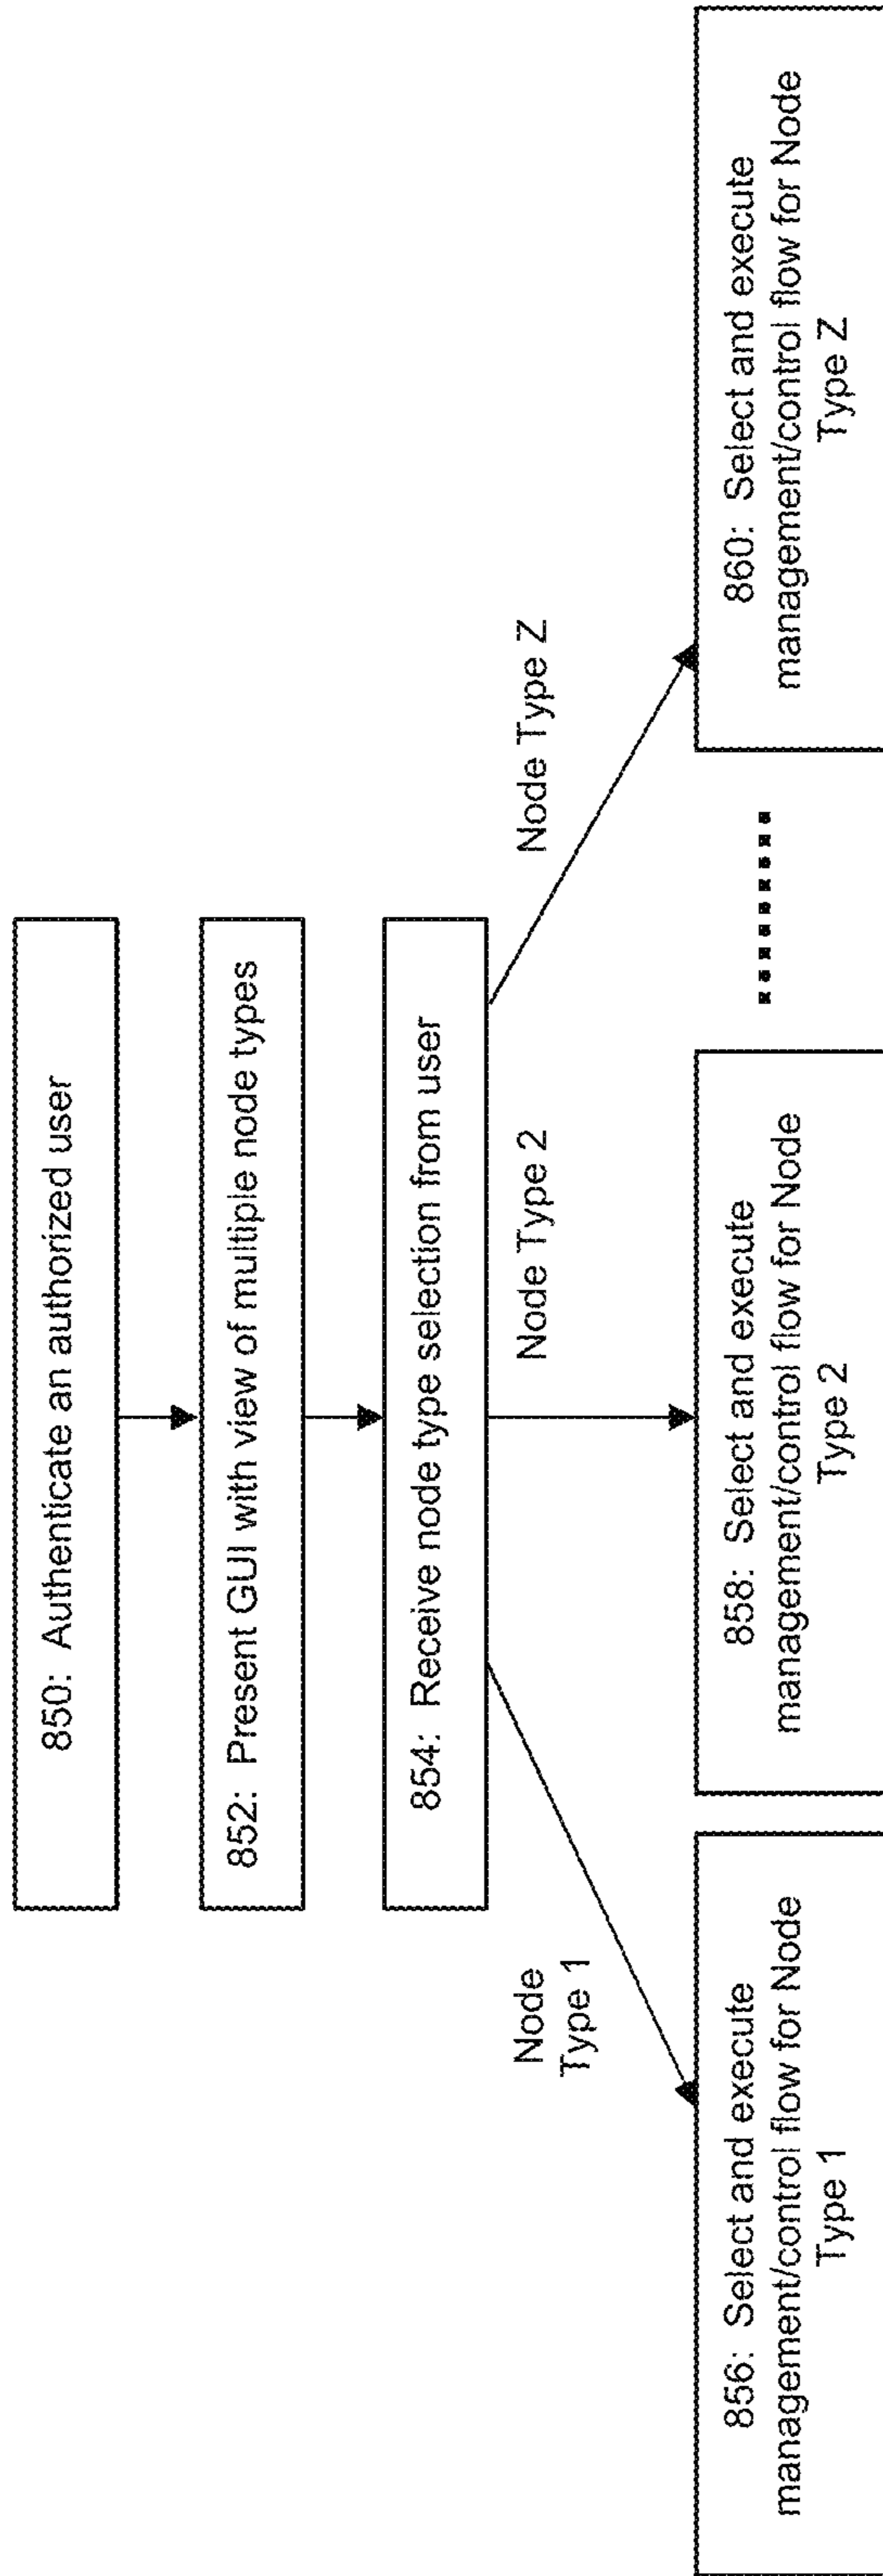 850: Authenticate an authorized user
852: Present GUI with view of multiple node types
854: Receive node type selection from user
Node
Type 1
Node Type 2
Node Type Z
856: Select and execute
management/control flow for Node
Type 1
858: Select and execute
management/control flow for Node
Type 2
860: Select and execute
management/control flow for Node
Type Z